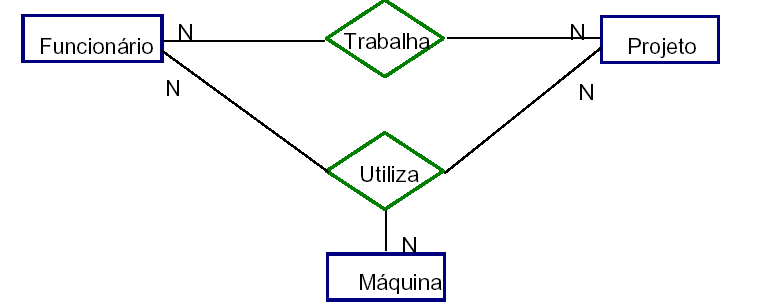 Funcionário
N
Trabalha
N
Projeto
N
N
Utiliza
N
Máquina